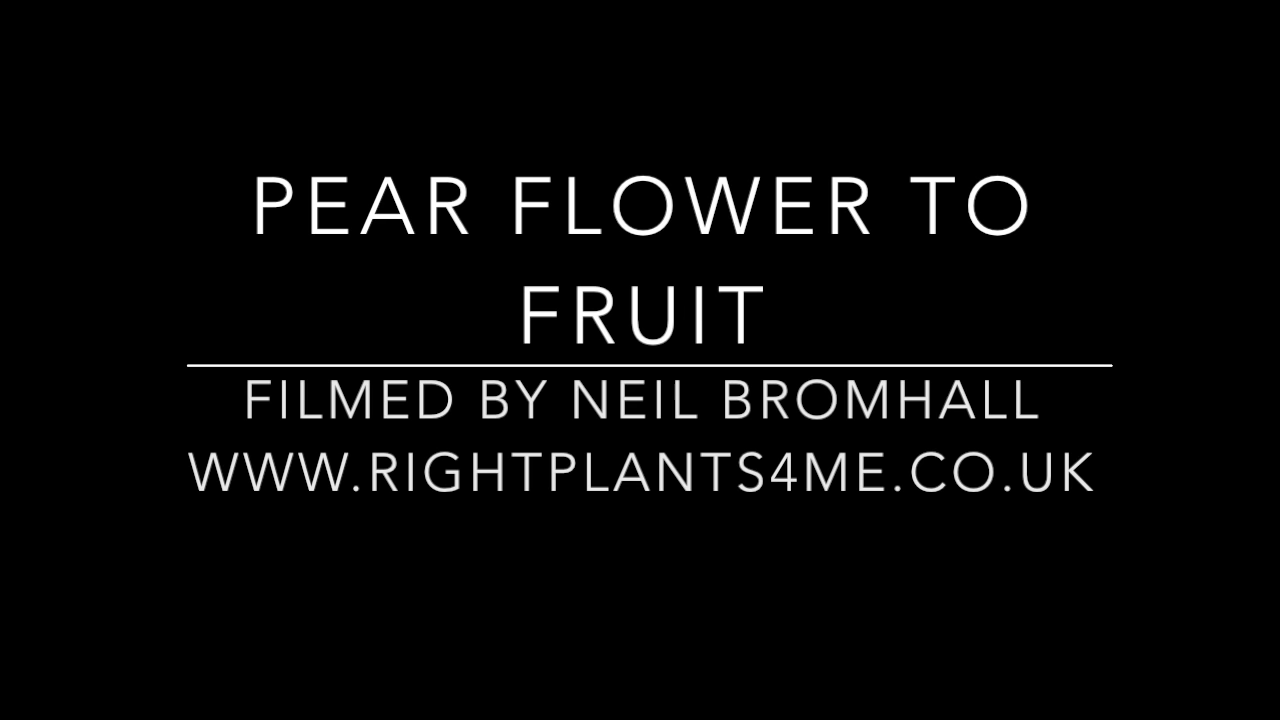 PEAR FLOWER TO
FRUIT
FILMED BY NEIL BROMHALL
WWW.RIGHTPLANTS4ME.CO.UK